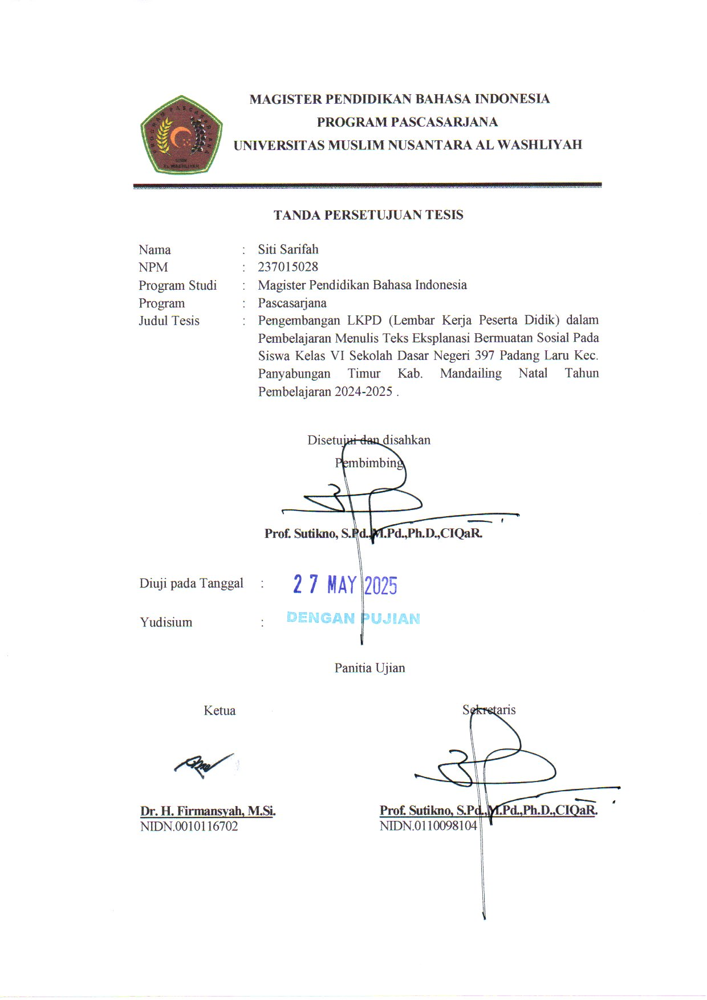 MAGISTER PENDIDIKAN BAHASA INDONESIA
PROGRAM PASCASARJANA
UNIVERSITAS MUSLIM NUSANTARA AL WASHLIYAH
PROGRAM PASCASARJANA
UMN
AL WASHLIYAH
TANDA PERSETUJUAN TESIS
Nama : Siti Sarifah
NPM : 237015028
Program Studi : Magister Pendidikan Bahasa Indonesia
Program : Pascasarjana
Judul Tesis : Pengembangan LKPD (Lembar Kerja Peserta Didik) dalam
Pembelajaran Menulis Teks Eksplanasi Bermuatan Sosial Pada
Siswa Kelas VI Sekolah Dasar Negeri 397 Padang Laru Kec.
Panyabungan Timur Kab. Mandailing Natal Tahun
Pembelajaran 2024-2025 .
Disetujui dan disahkan
Pembimbing
Prof. Sutikno, S.Pd.,M.Pd.,Ph.D.,CIQaR.
Diuji pada Tanggal : 27 MAY 2025
Yudisium : DENGAN PUJIAN
Panitia Ujian
Ketua Sekretaris
Dr. H. Firmansyah, M.Si. Prof. Sutikno, S.Pd.,M.Pd.,Ph.D.,CIQaR.
NIDN.0010116702 NIDN.0110098104